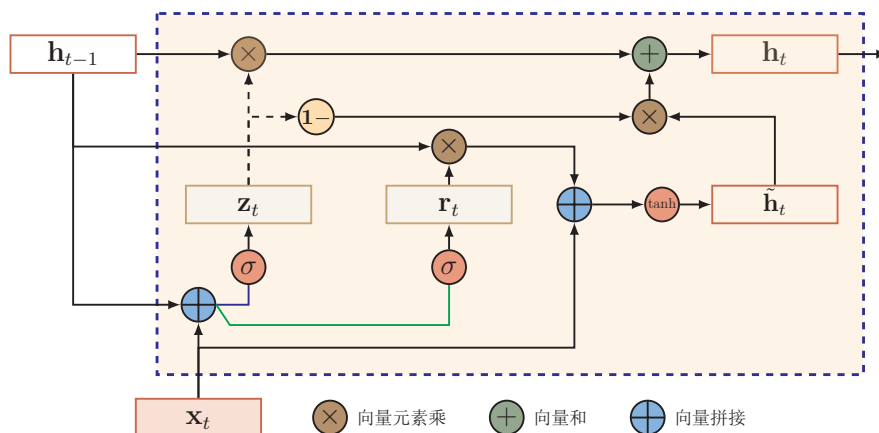 h_{t−1}
×
+
h_t
1−
×
×
z_t
r_t
tanh
h̃_t
σ
σ
x_t
× 向量元素乘
+ 向量和
向量拼接